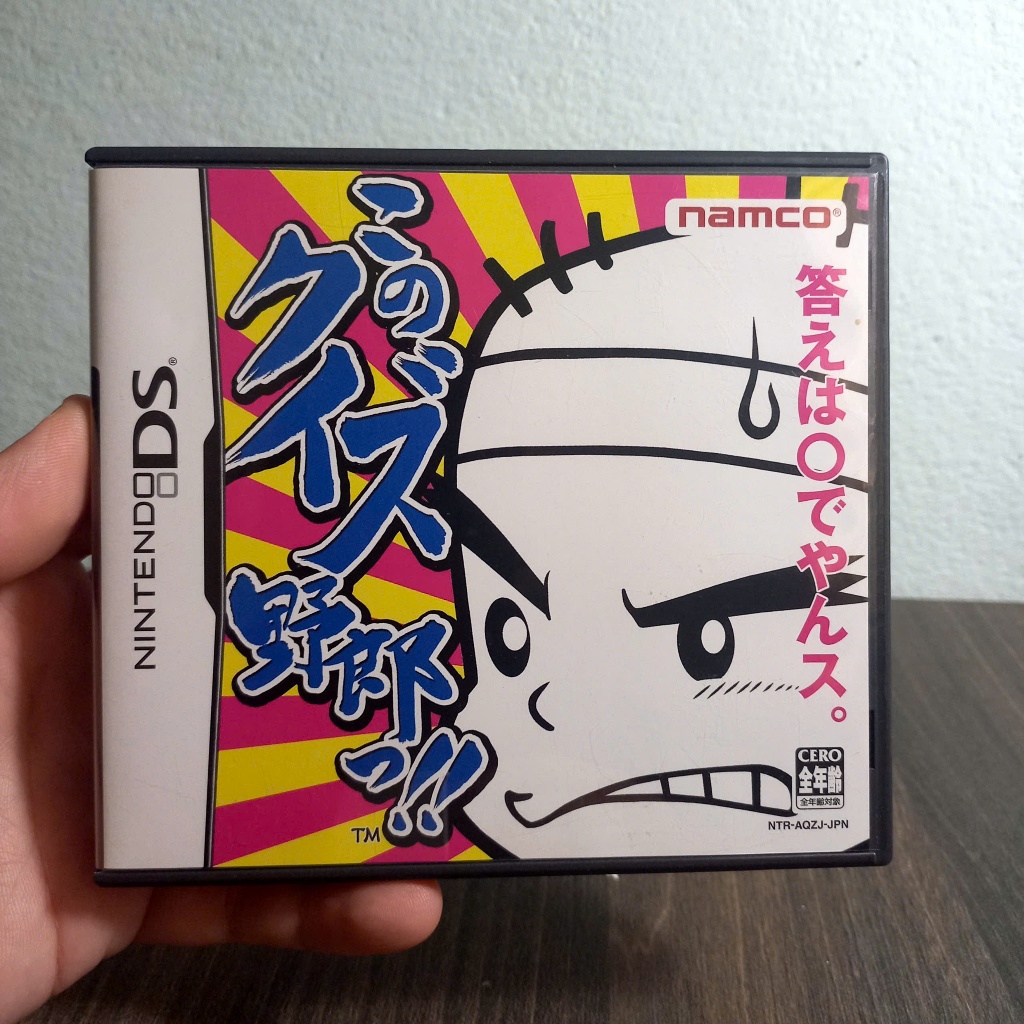 NINTENDO DS®
このクイズ野郎っ!!
TM
namco®
答えは〇でやんス。
CERO
全年齢
全年齢対象
NTR-AQZJ-JPN